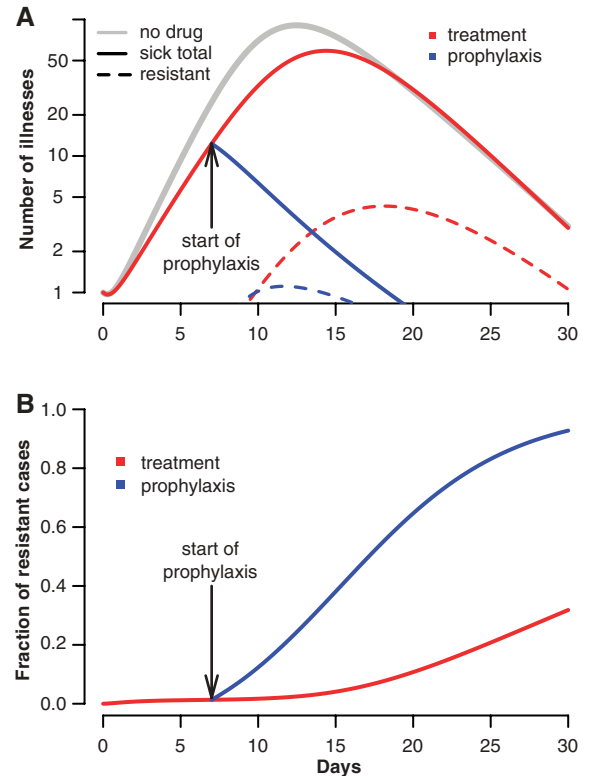 A
Number of illnesses
50
20
10
5
2
1
no drug
sick total
resistant
treatment
prophylaxis
start of
prophylaxis
0 5 10 15 20 25 30
B
Fraction of resistant cases
1.0
0.8
0.6
0.4
0.2
0.0
treatment
prophylaxis
start of
prophylaxis
0 5 10 15 20 25 30
Days